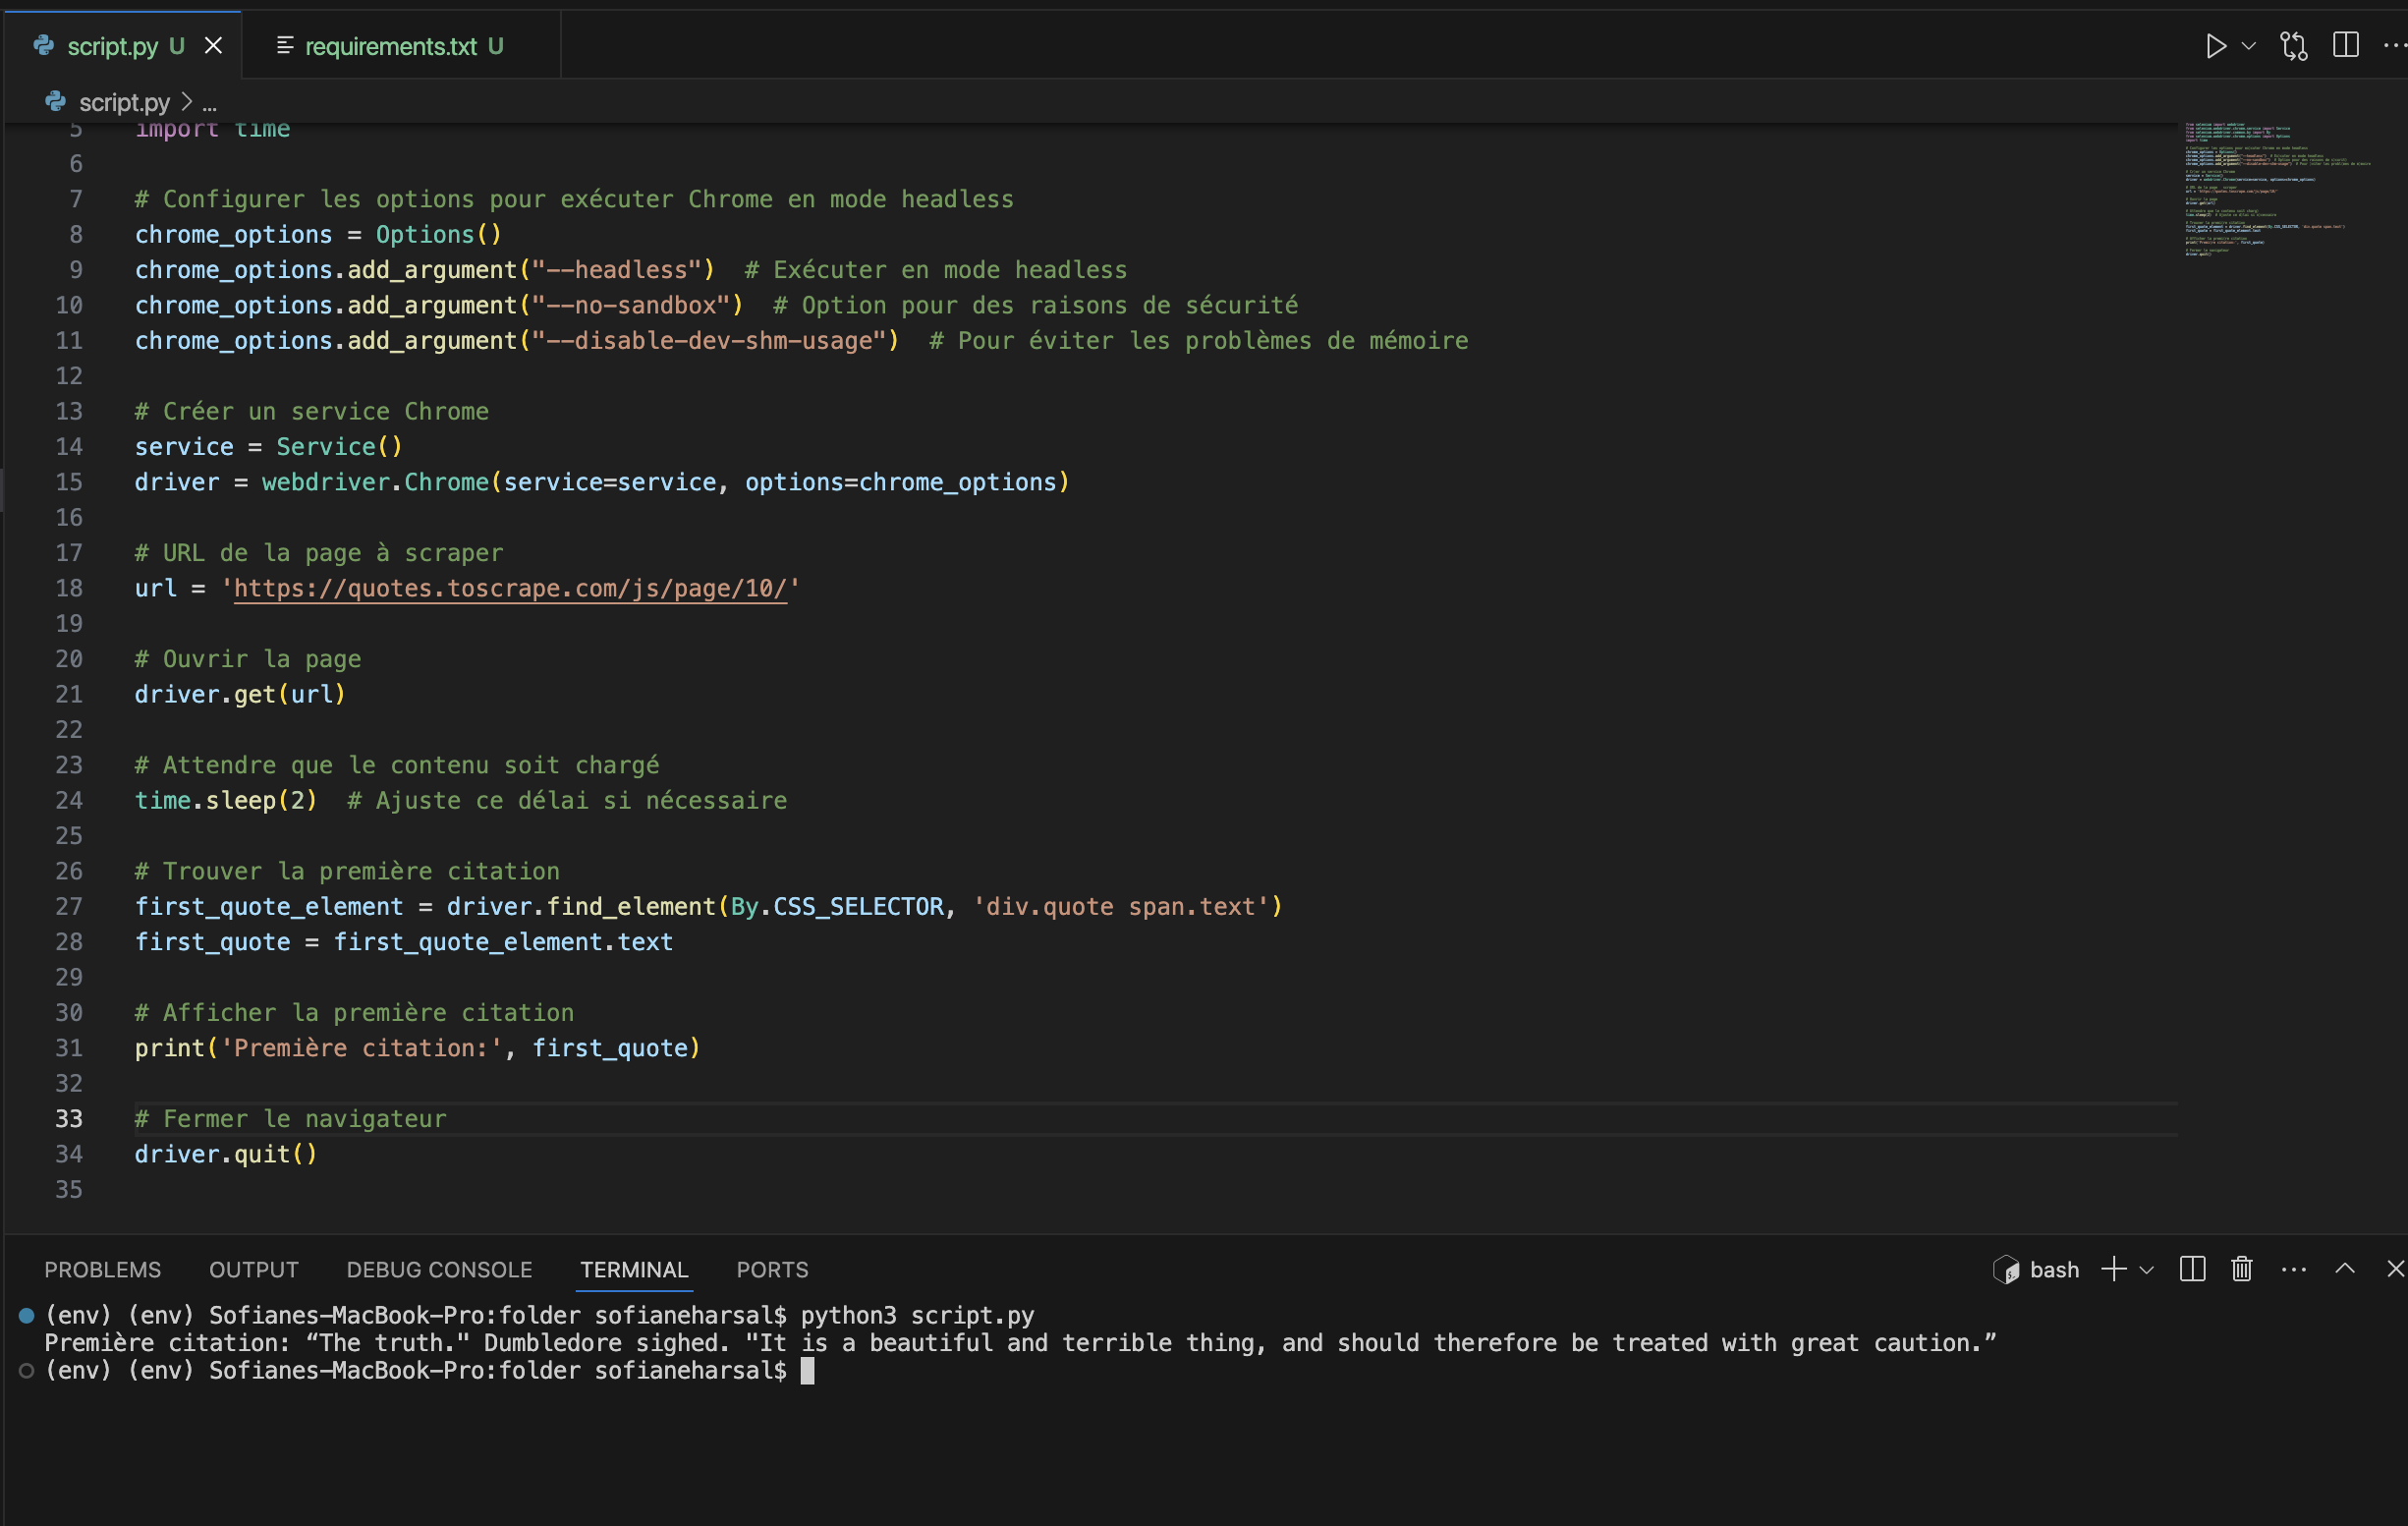 script.py U
requirements.txt U
script.py > ...
5 import time
6
7 # Configurer les options pour exécuter Chrome en mode headless
8 chrome_options = Options()
9 chrome_options.add_argument("--headless")  # Exécuter en mode headless
10 chrome_options.add_argument("--no-sandbox")  # Option pour des raisons de sécurité
11 chrome_options.add_argument("--disable-dev-shm-usage")  # Pour éviter les problèmes de mémoire
12
13 # Créer un service Chrome
14 service = Service()
15 driver = webdriver.Chrome(service=service, options=chrome_options)
16
17 # URL de la page à scraper
18 url = 'https://quotes.toscrape.com/js/page/10/'
19
20 # Ouvrir la page
21 driver.get(url)
22
23 # Attendre que le contenu soit chargé
24 time.sleep(2)  # Ajuste ce délai si nécessaire
25
26 # Trouver la première citation
27 first_quote_element = driver.find_element(By.CSS_SELECTOR, 'div.quote span.text')
28 first_quote = first_quote_element.text
29
30 # Afficher la première citation
31 print('Première citation:', first_quote)
32
33 # Fermer le navigateur
34 driver.quit()
35
PROBLEMS OUTPUT DEBUG CONSOLE TERMINAL PORTS
bash
(env) (env) Sofianes-MacBook-Pro:folder sofianeharsal$ python3 script.py
Première citation: “The truth." Dumbledore sighed. "It is a beautiful and terrible thing, and should therefore be treated with great caution.”
(env) (env) Sofianes-MacBook-Pro:folder sofianeharsal$